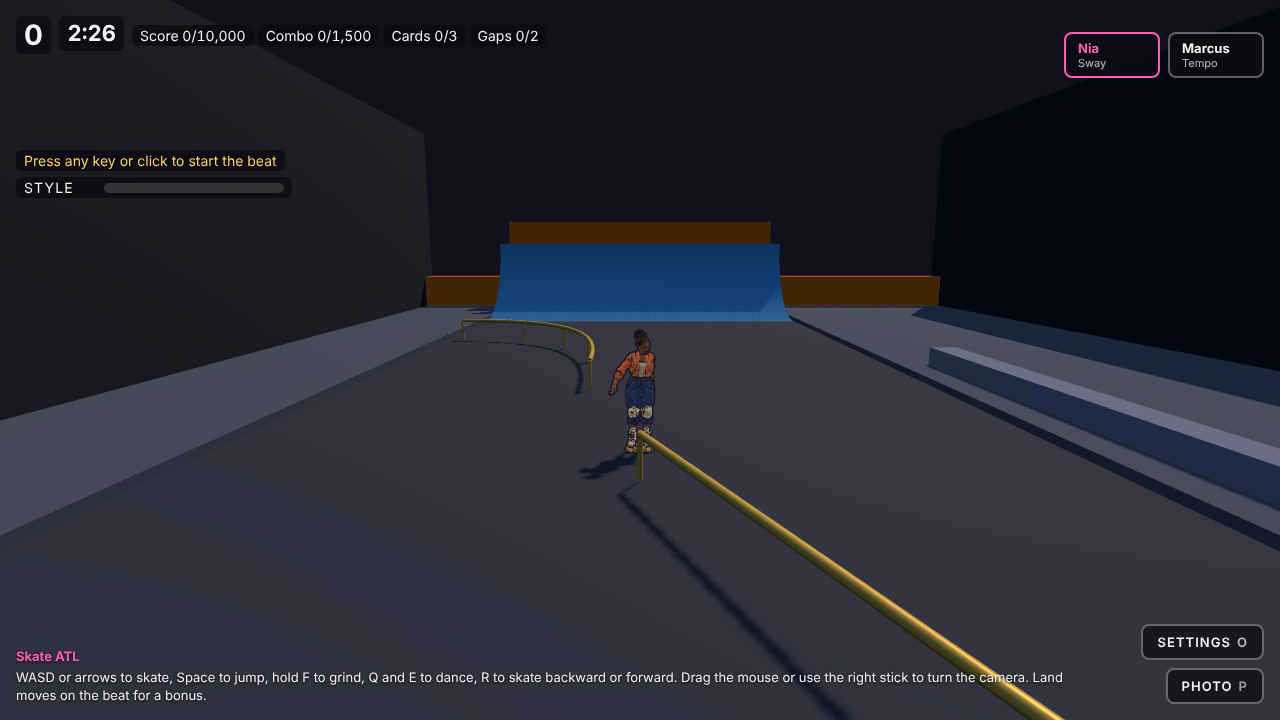 0
2:26
Score 0/10,000
Combo 0/1,500
Cards 0/3
Gaps 0/2
Nia
Sway
Marcus
Tempo
Press any key or click to start the beat
STYLE
SETTINGS O
PHOTO P
Skate ATL
WASD or arrows to skate, Space to jump, hold F to grind, Q and E to dance, R to skate backward or forward. Drag the mouse or use the right stick to turn the camera. Land
moves on the beat for a bonus.